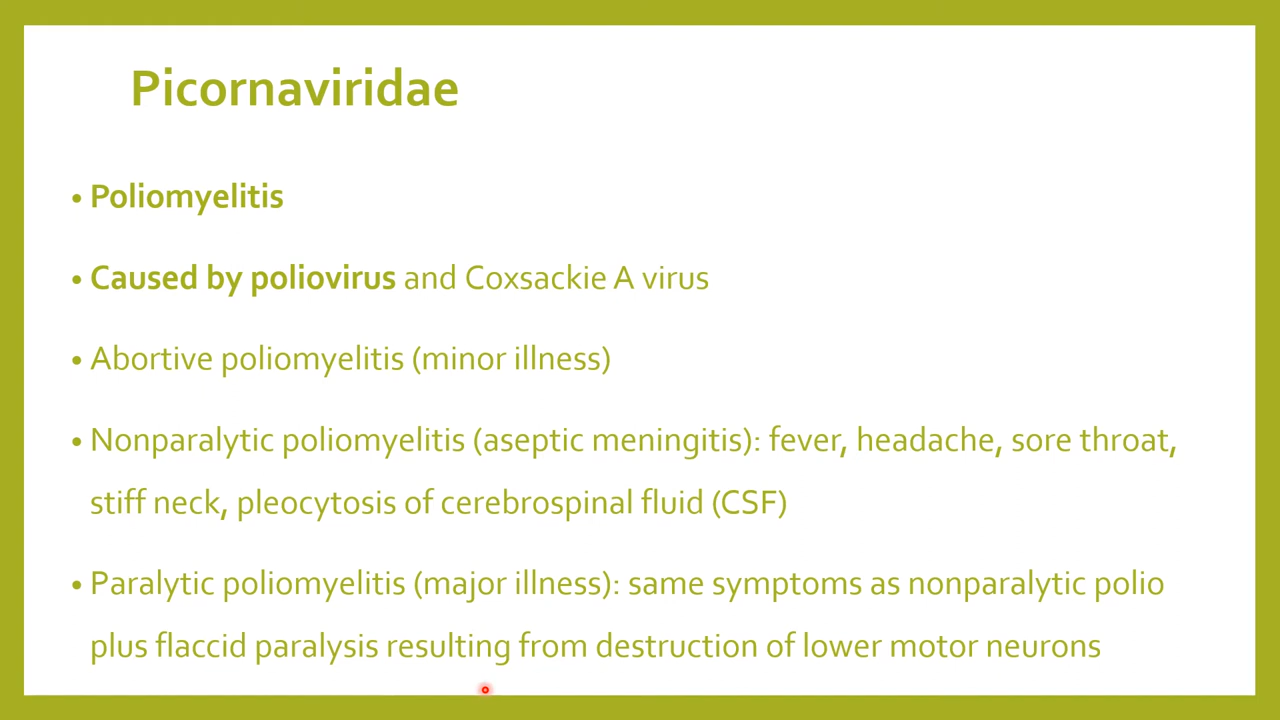 Picornaviridae
• Poliomyelitis
• Caused by poliovirus and Coxsackie A virus
• Abortive poliomyelitis (minor illness)
• Nonparalytic poliomyelitis (aseptic meningitis): fever, headache, sore throat,
stiff neck, pleocytosis of cerebrospinal fluid (CSF)
• Paralytic poliomyelitis (major illness): same symptoms as nonparalytic polio
plus flaccid paralysis resulting from destruction of lower motor neurons